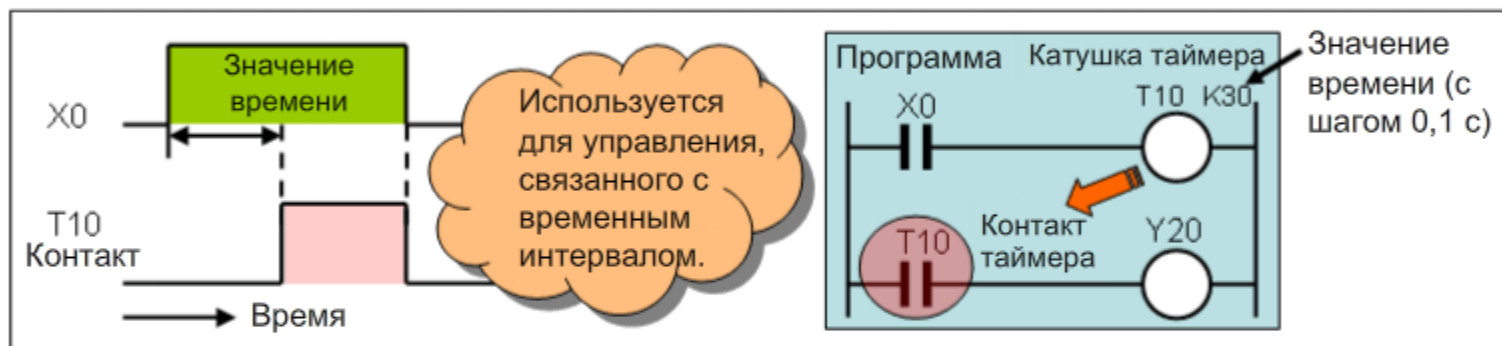 Значение
времени
X0
T10
Контакт
Время
Используется
для управления,
связанного с
временным
интервалом.
Программа
Катушка таймера
X0
T10 K30
T10
Контакт
таймера
Y20
Значение
времени (с
шагом 0,1 с)